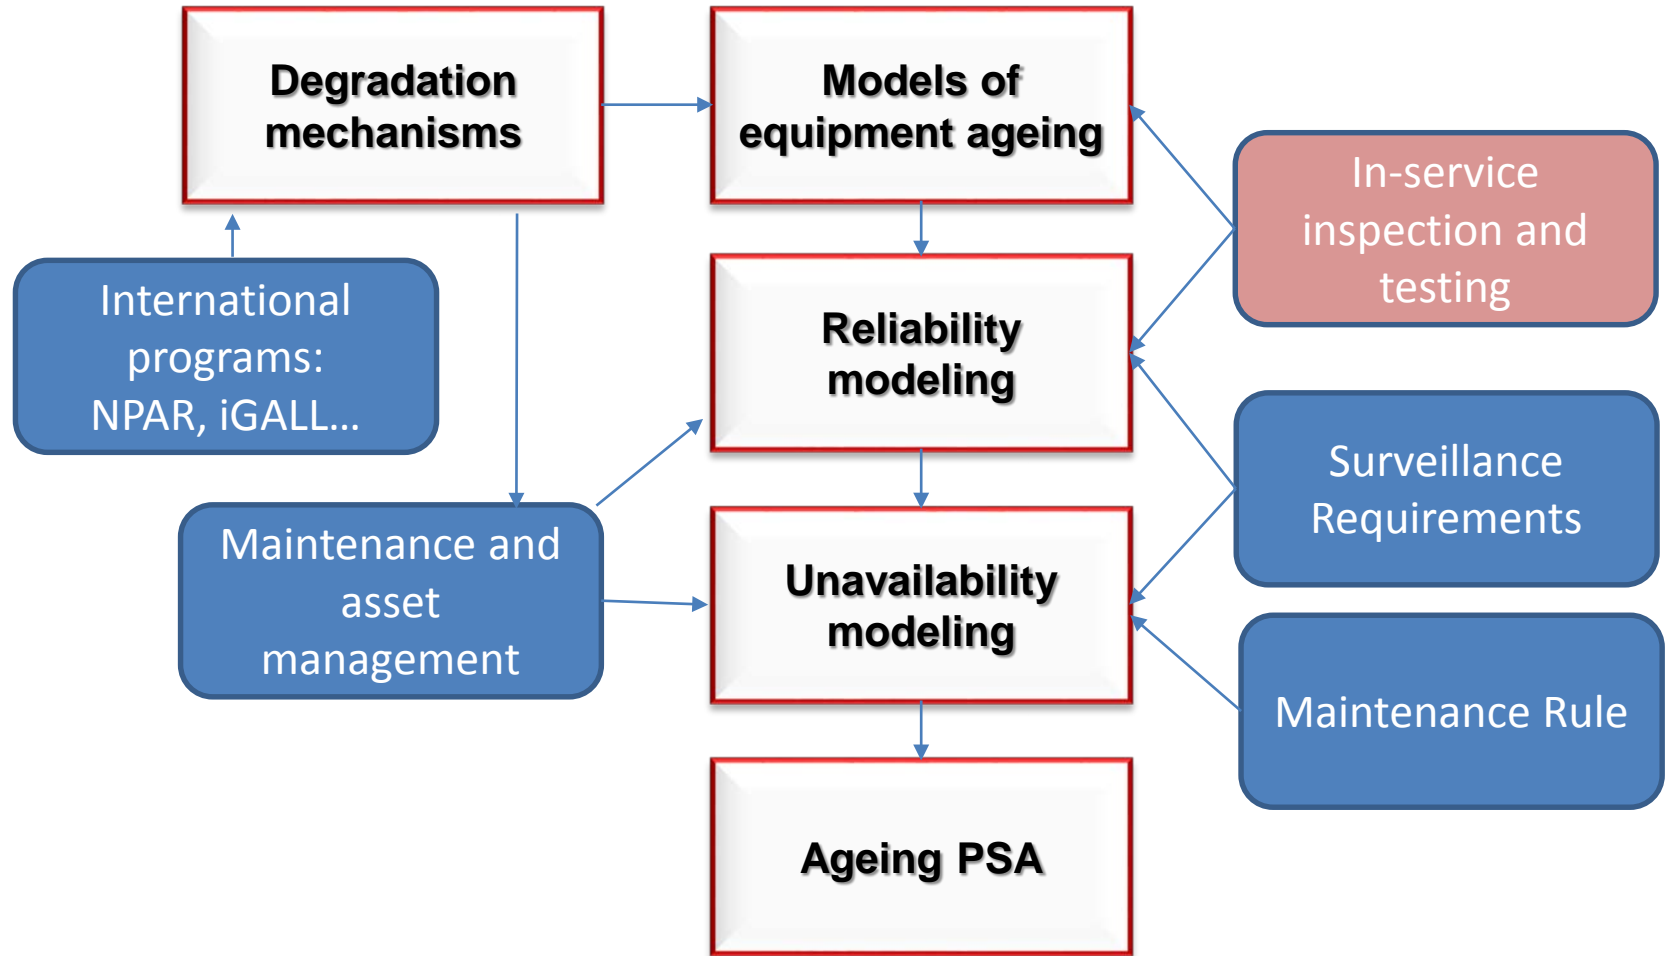 Degradation
mechanisms
Models of
equipment ageing
In-service
inspection and
testing
International
programs:
NPAR, iGALL...
Reliability
modeling
Surveillance
Requirements
Maintenance and
asset
management
Unavailability
modeling
Maintenance Rule
Ageing PSA